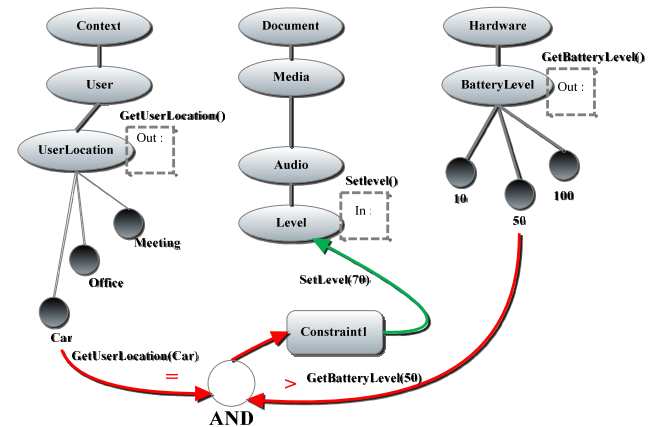 Context
Document
Hardware
User
Media
BatteryLevel
GetBatteryLevel()
Out :
GetUserLocation()
Out :
UserLocation
Audio
Setlevel()
In :
Level
10
50
100
Meeting
Office
Car
SetLevel(70)
Constraint1
GetUserLocation(Car)
=
>
GetBatteryLevel(50)
AND